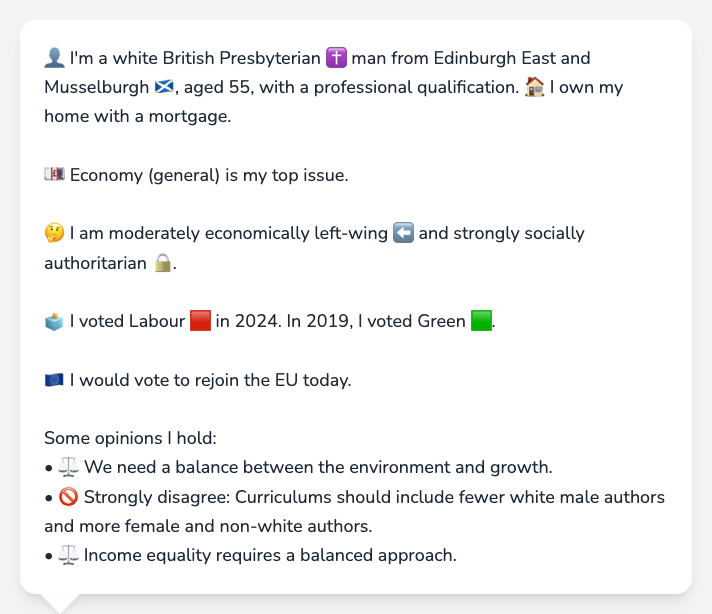 👤 I'm a white British Presbyterian ✝️ man from Edinburgh East and
Musselburgh 🏴󠁧󠁢󠁳󠁣󠁴󠁿, aged 55, with a professional qualification. 🏠 I own my
home with a mortgage.
💷 Economy (general) is my top issue.
🤔 I am moderately economically left-wing ⬅️ and strongly socially
authoritarian 🔒.
🗳️ I voted Labour 🟥 in 2024. In 2019, I voted Green 🟩.
🇪🇺 I would vote to rejoin the EU today.
Some opinions I hold:
• ⚖️ We need a balance between the environment and growth.
• 🚫 Strongly disagree: Curriculums should include fewer white male authors
and more female and non-white authors.
• ⚖️ Income equality requires a balanced approach.